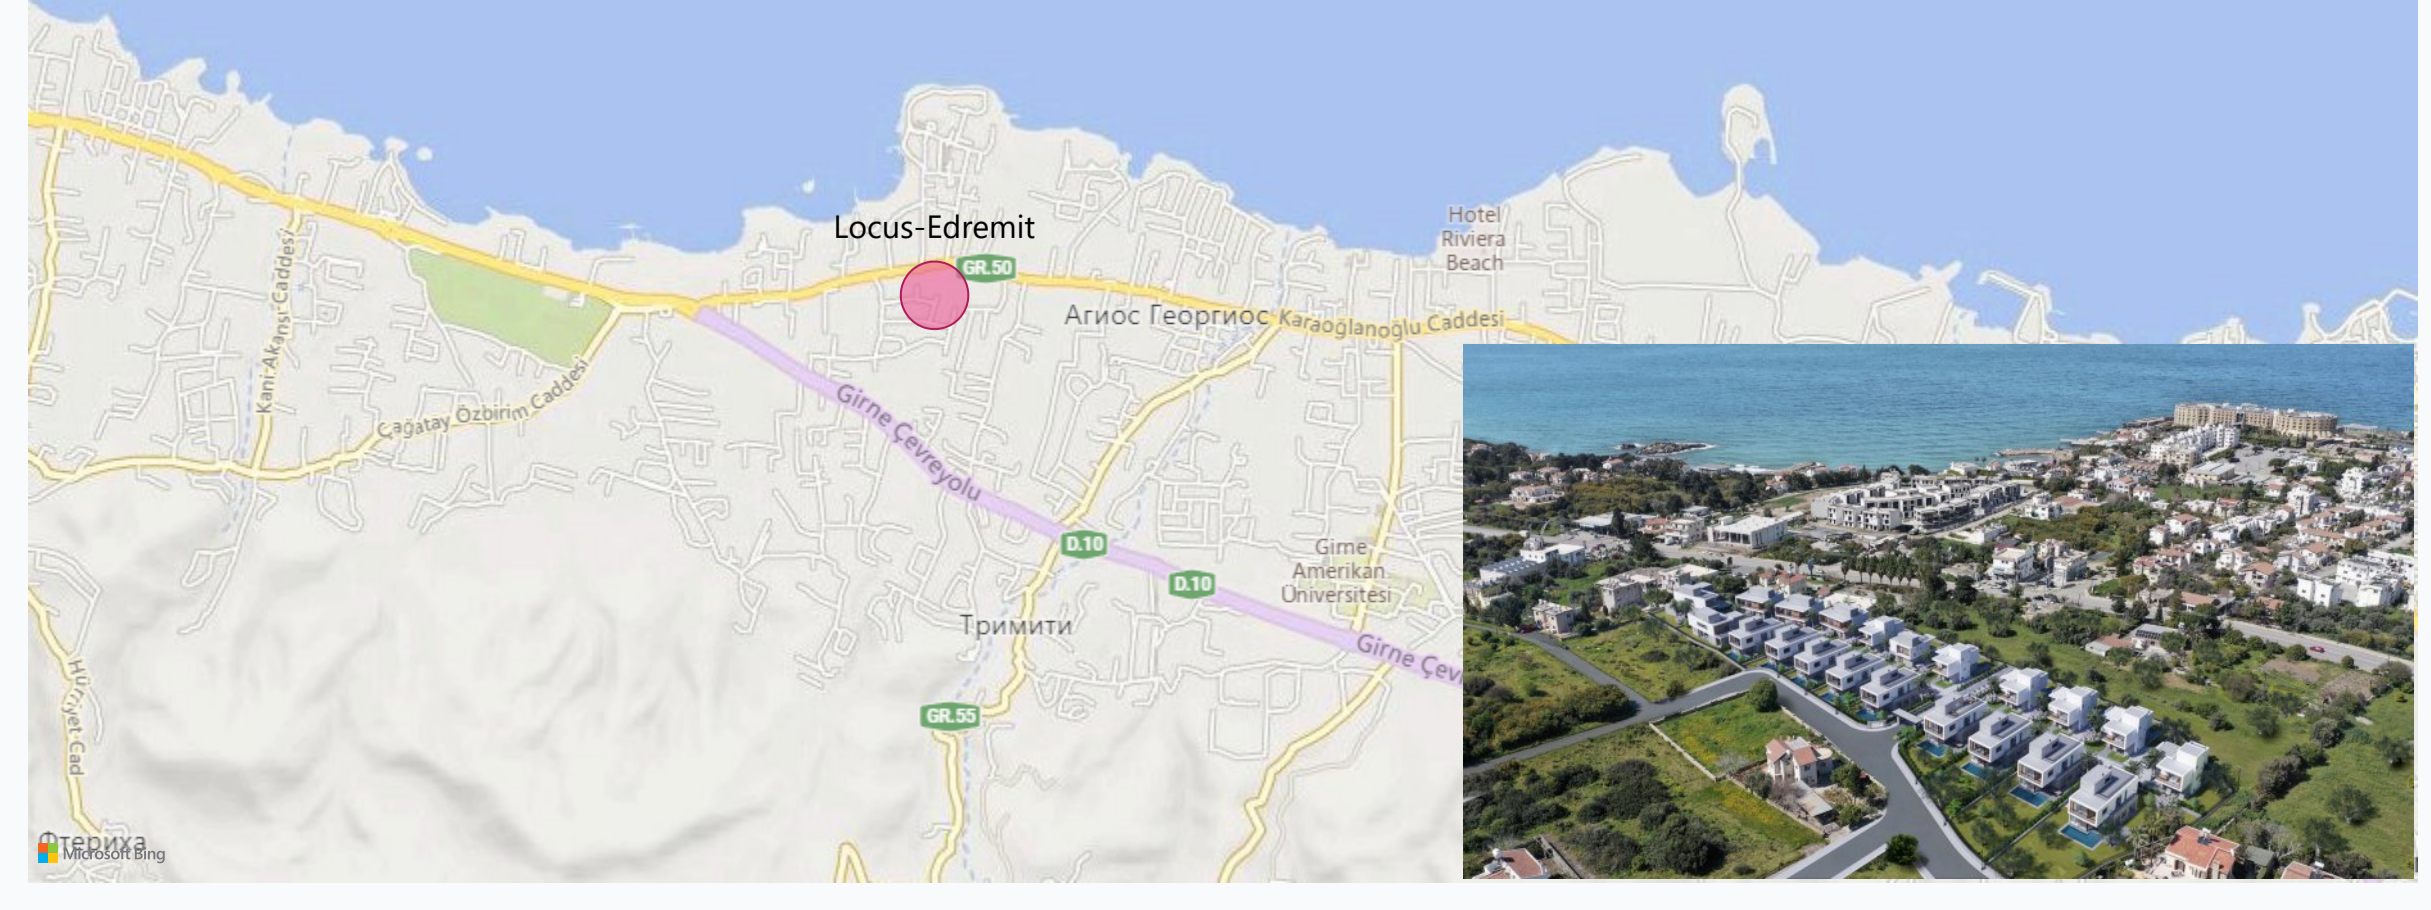 Locus-Edremit
GR.50
Hotel
Riviera
Beach
Агиос Георгиос
Karaoğlanoğlu Caddesi
Kani Akansı Caddesi
Çağatay Özbirim Caddesi
Girne Çevreyolu
D.10
D.10
Girne
Amerikan
Üniversitesi
Тримити
Girne Çev
GR.55
Hürriyet Cad
Фтериха
Microsoft Bing